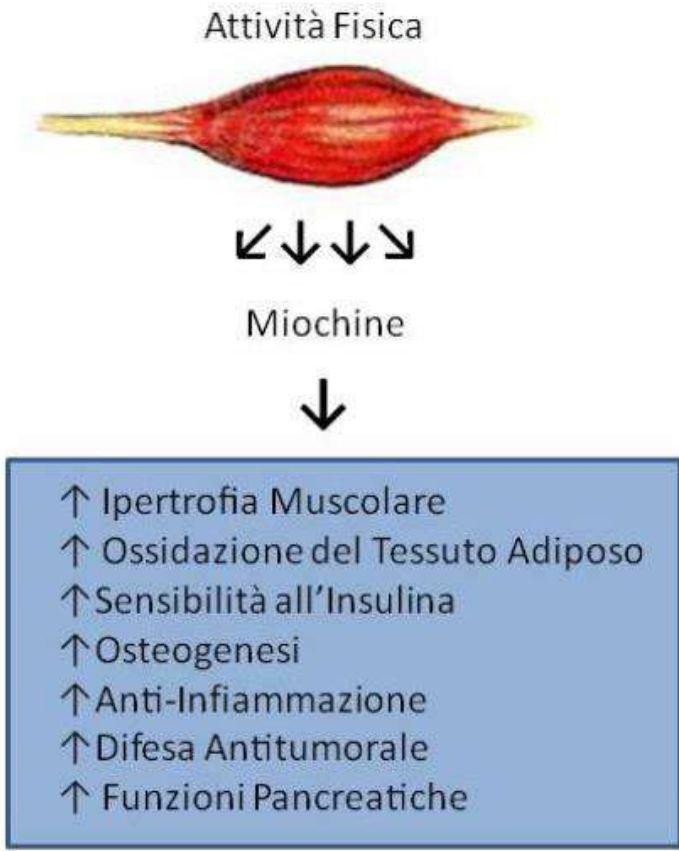 Attività Fisica
Miochine
↑ Ipertrofia Muscolare
↑ Ossidazione del Tessuto Adiposo
↑Sensibilità all’Insulina
↑Osteogenesi
↑Anti-Infiammazione
↑Difesa Antitumorale
↑ Funzioni Pancreatiche